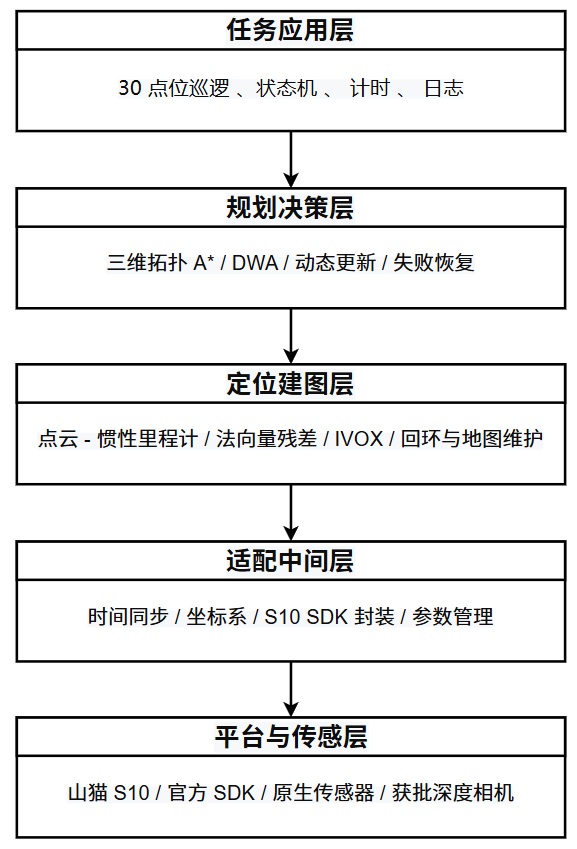 任务应用层
30 点位巡逻 、状态机 、 计时 、 日志
规划决策层
三维拓扑 A* / DWA / 动态更新 / 失败恢复
定位建图层
点云 - 惯性里程计 / 法向量残差 / IVOX / 回环与地图维护
适配中间层
时间同步 / 坐标系 / S10 SDK 封装 / 参数管理
平台与传感层
山猫 S10 / 官方 SDK / 原生传感器 / 获批深度相机